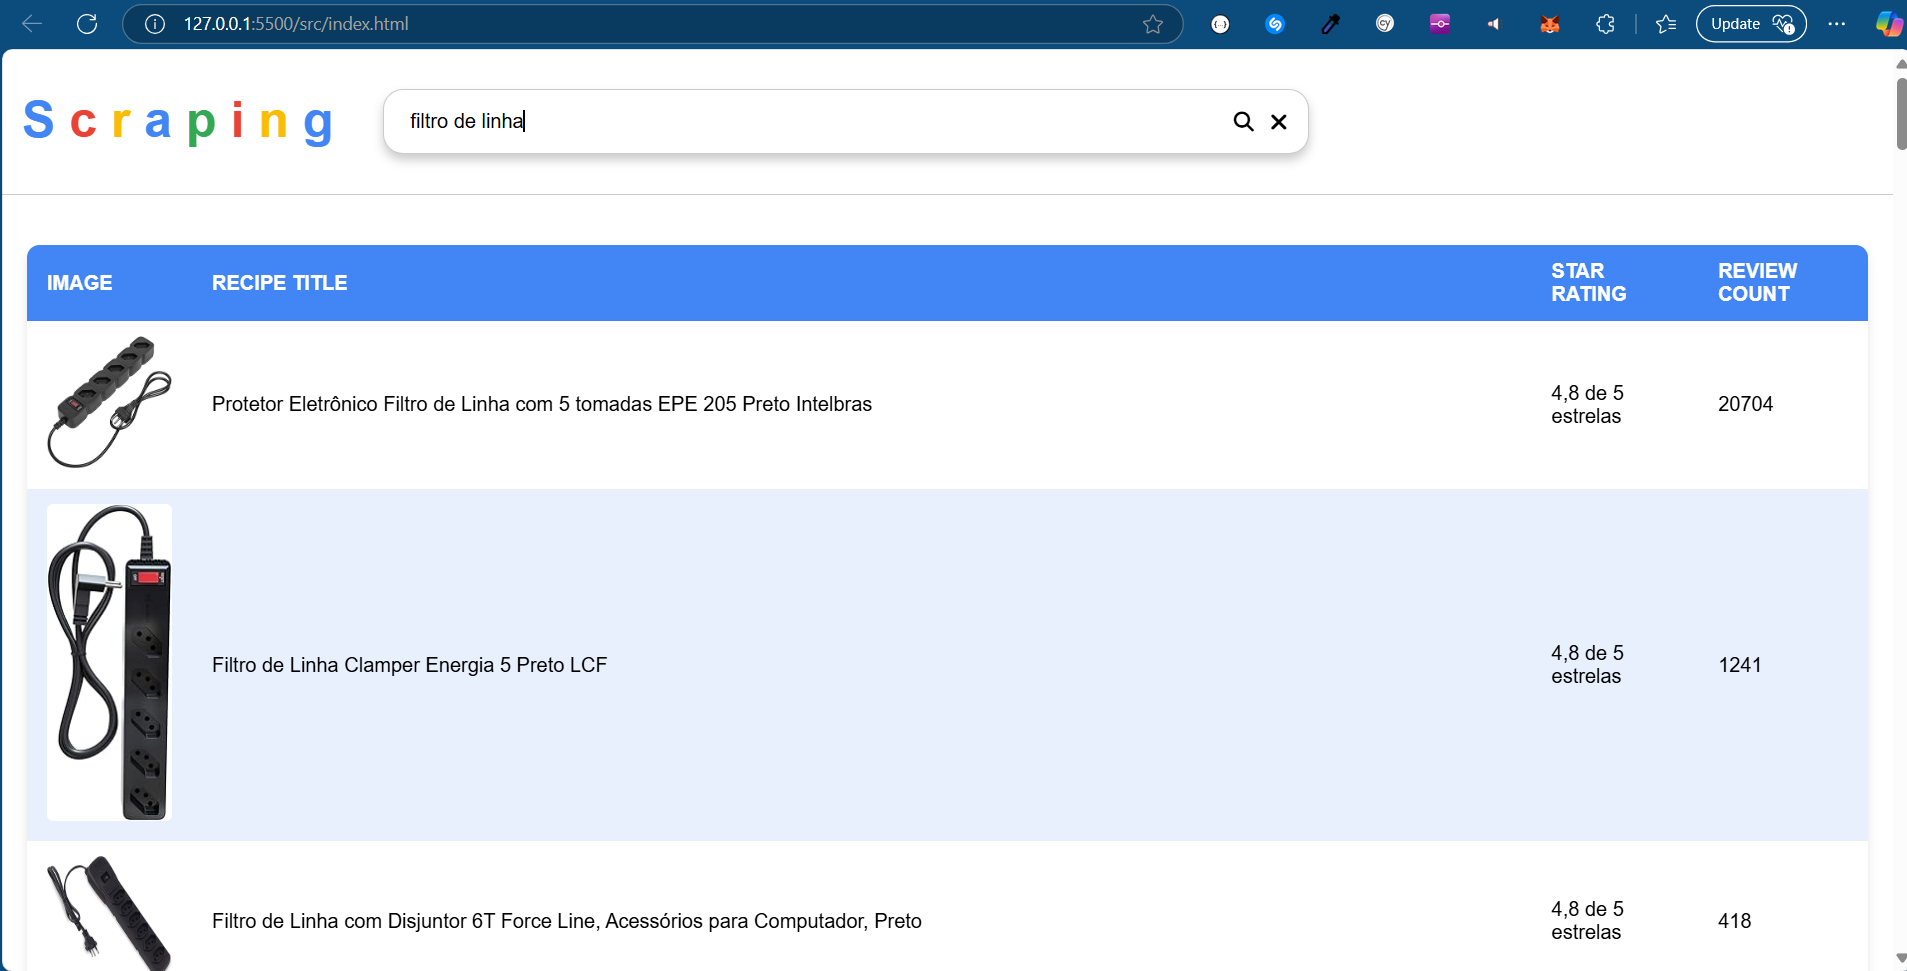 127.0.0.1:5500/src/index.html
Update
Scraping
filtro de linha
IMAGE
RECIPE TITLE
STAR
RATING
REVIEW
COUNT
Protetor Eletrônico Filtro de Linha com 5 tomadas EPE 205 Preto Intelbras
4,8 de 5
estrelas
20704
Filtro de Linha Clamper Energia 5 Preto LCF
4,8 de 5
estrelas
1241
Filtro de Linha com Disjuntor 6T Force Line, Acessórios para Computador, Preto
4,8 de 5
estrelas
418